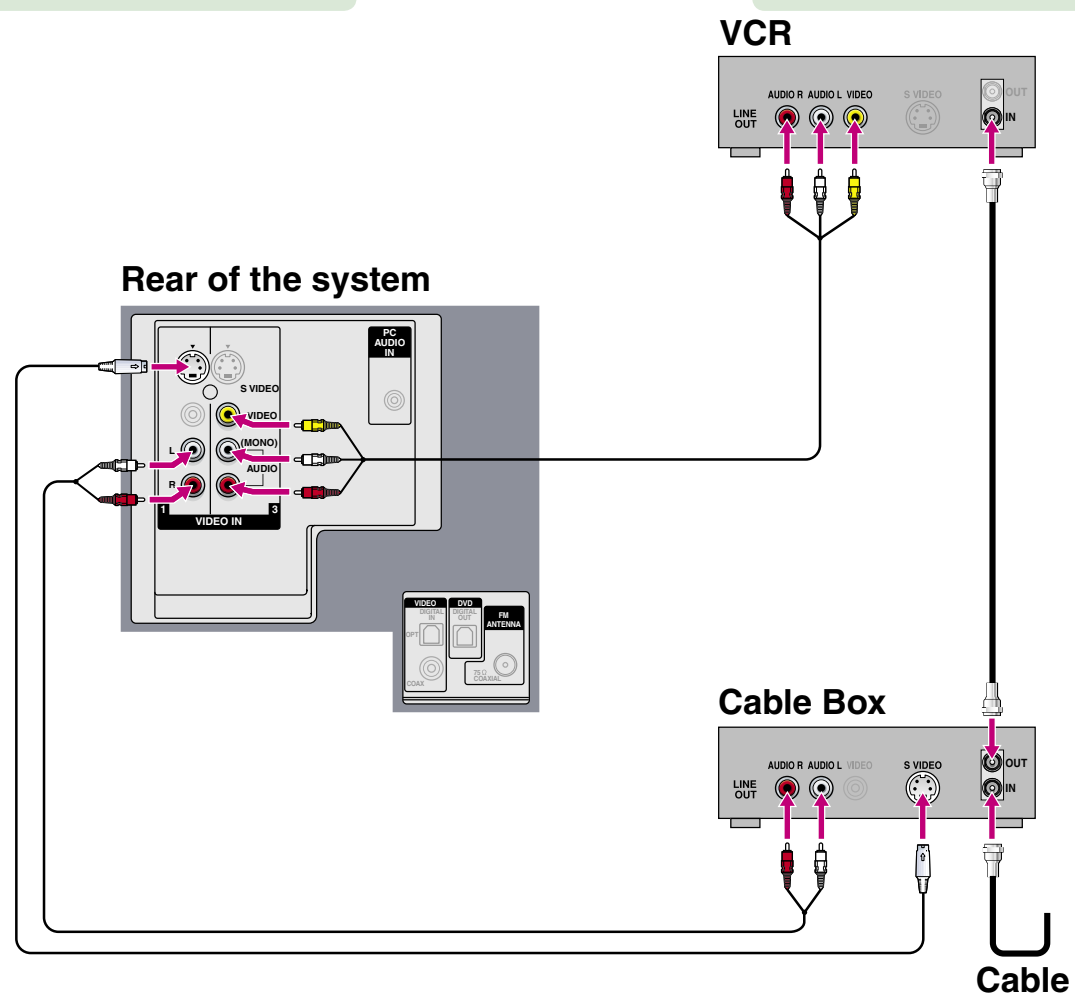 VCR
AUDIO R AUDIO L VIDEO
S VIDEO
OUT
LINE
OUT
IN
Rear of the system
PC
AUDIO
IN
S VIDEO
VIDEO
(MONO)
L
AUDIO
R
1
3
VIDEO IN
VIDEO
DIGITAL
IN
OPT
COAX
DVD
DIGITAL
OUT
FM
ANTENNA
75 Ω
COAXIAL
Cable Box
AUDIO R AUDIO L VIDEO
S VIDEO
OUT
LINE
OUT
IN
Cable